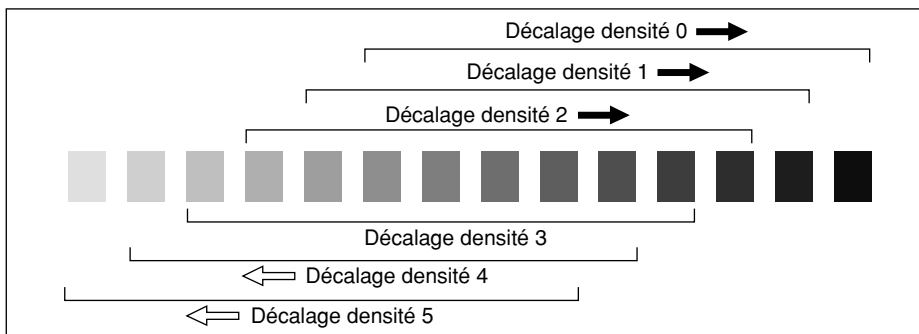 Décalage densité 0
Décalage densité 1
Décalage densité 2
Décalage densité 3
Décalage densité 4
Décalage densité 5